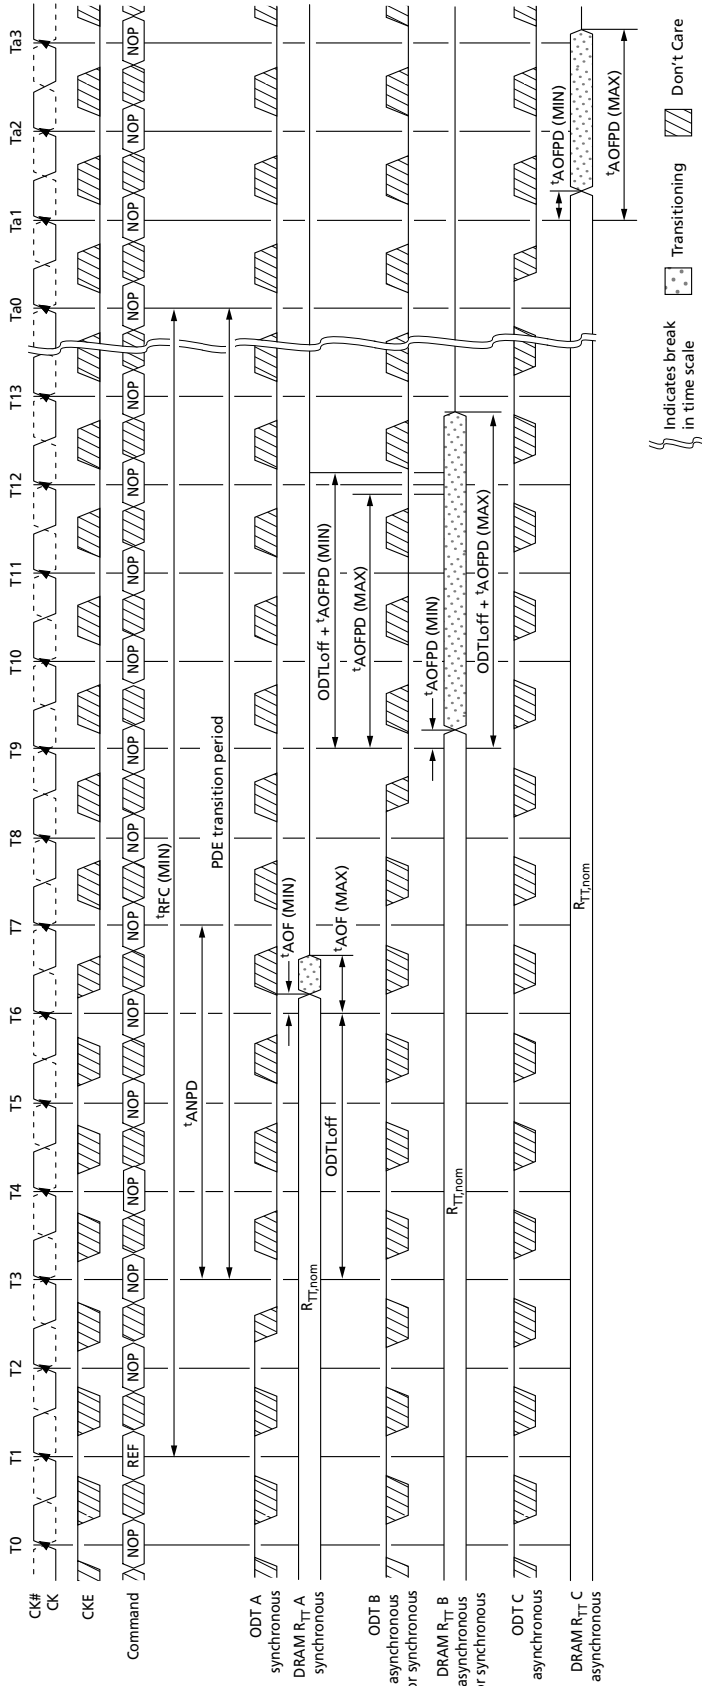 T0 T1 T2 T3 T4 T5 T6 T7 T8 T9 T10 T11 T12 T13 Ta0 Ta1 Ta2 Ta3
CK#
CK
CKE
Command
NOP REF NOP NOP NOP NOP NOP NOP NOP NOP NOP NOP NOP NOP NOP NOP NOP NOP
tRFC (MIN)
tANPD
PDE transition period
ODT A
synchronous
tAOF (MIN)
DRAM RTT A
synchronous
RTT,nom
ODTLoff + tAOFPD (MIN)
ODTLoff
tAOF (MAX)
tAOFPD (MAX)
ODT B
asynchronous
or synchronous
tAOFPD (MIN)
DRAM RTT B
asynchronous
or synchronous
RTT,nom
ODTLoff + tAOFPD (MAX)
ODT C
asynchronous
tAOFPD (MIN)
DRAM RTT C
asynchronous
RTT,nom
tAOFPD (MAX)
Indicates break
in time scale
Transitioning
Don't Care